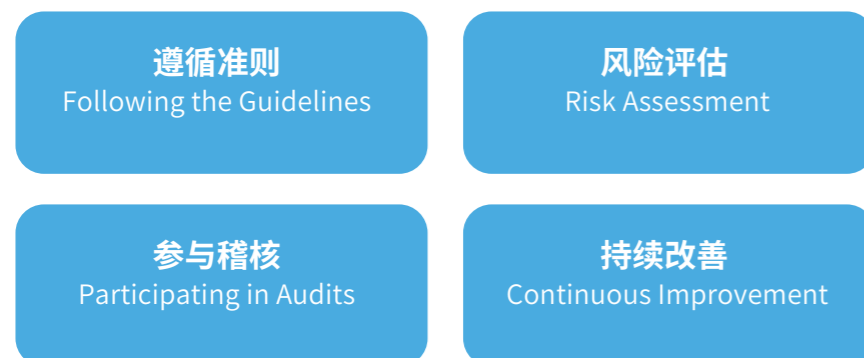 遵循准则
Following the Guidelines
风险评估
Risk Assessment
参与稽核
Participating in Audits
持续改善
Continuous Improvement